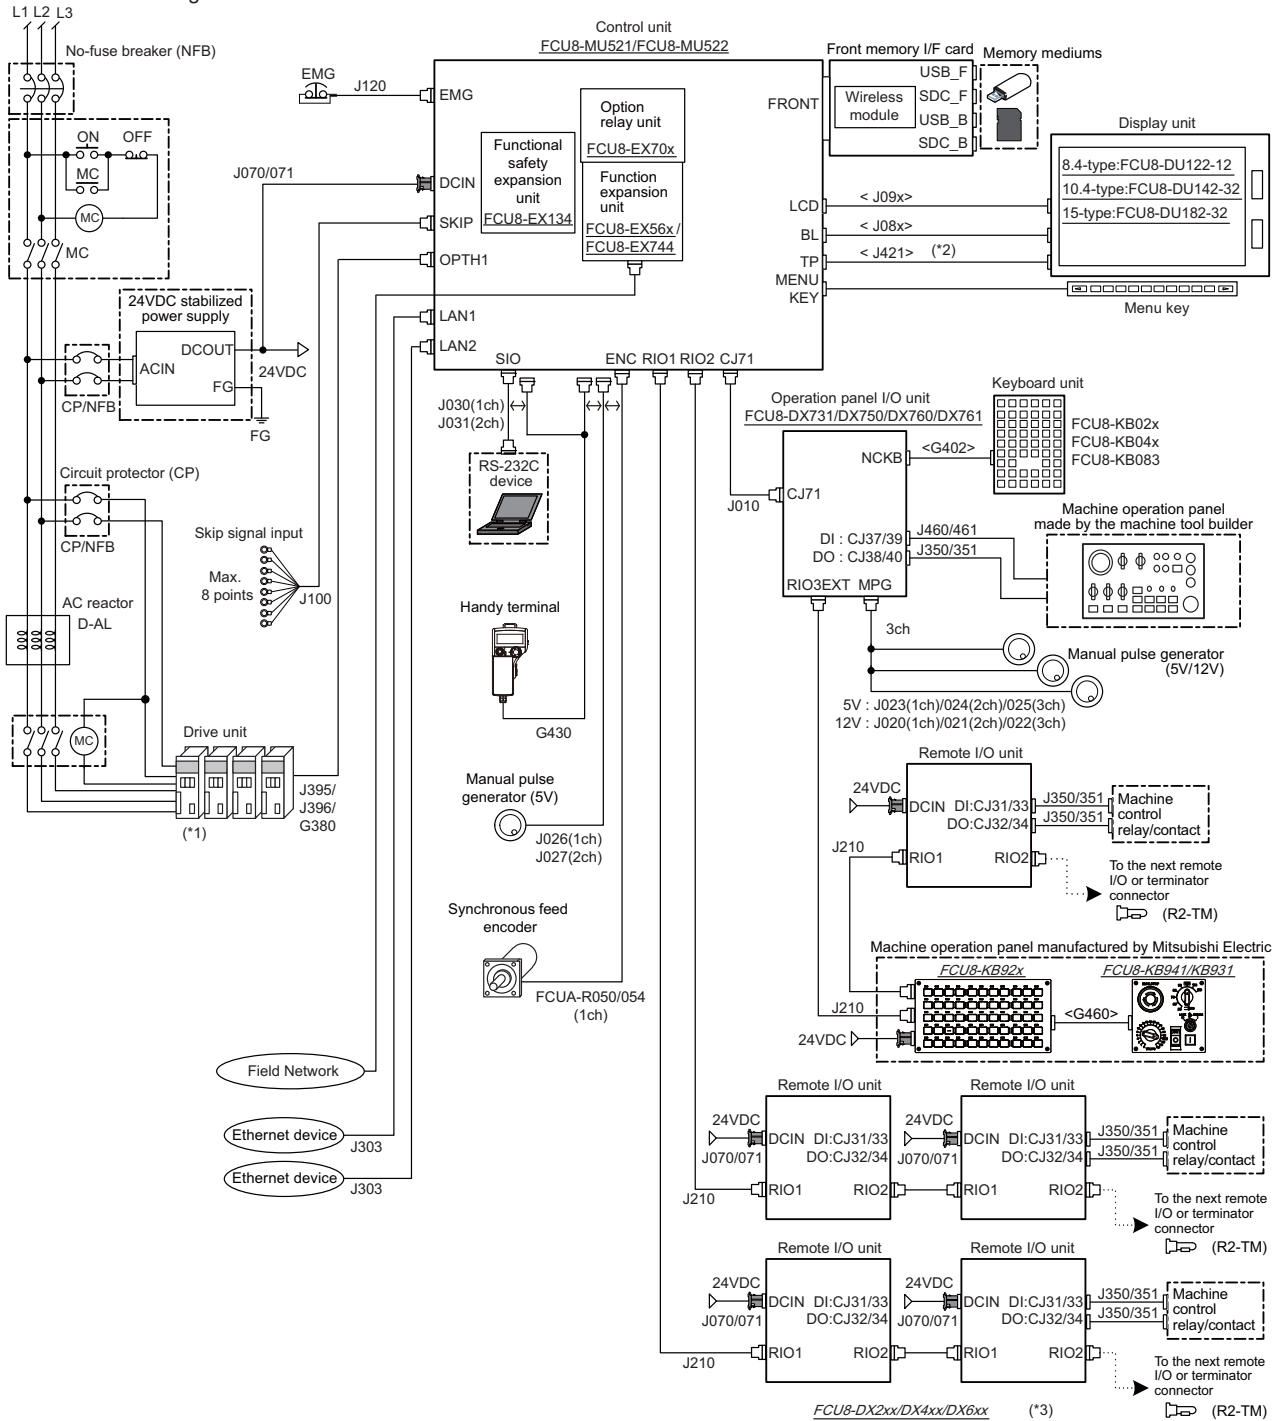 L1 L2 L3
No-fuse breaker (NFB)
ON OFF
MC
MC
MC
24VDC stabilized
power supply
DCOUT
ACIN
FG
24VDC
FG
CP/NFB
Circuit protector (CP)
CP/NFB
AC reactor
D-AL
MC
Drive unit
(*1)
J395/
J396/
G380
EMG
J120
J070/071
Skip signal input
Max.
8 points
J100
Control unit
FCU8-MU521/FCU8-MU522
EMG
DCIN
SKIP
OPTH1
LAN1
LAN2
Functional
safety
expansion
unit
FCU8-EX134
Option
relay unit
FCU8-EX70x
Function
expansion
unit
FCU8-EX56x /
FCU8-EX744
FRONT
LCD
BL
TP
MENU
KEY
SIO ENC RIO1 RIO2 CJ71
Front memory I/F card
Wireless
module
USB_F
SDC_F
USB_B
SDC_B
Memory mediums
Display unit
8.4-type:FCU8-DU122-12
10.4-type:FCU8-DU142-32
15-type:FCU8-DU182-32
< J09x>
< J08x>
< J421> (*2)
Menu key
J030(1ch)
J031(2ch)
RS-232C
device
Handy terminal
G430
Manual pulse
generator (5V)
J026(1ch)
J027(2ch)
Synchronous feed
encoder
FCUA-R050/054
(1ch)
Field Network
Ethernet device
J303
Ethernet device
J303
Operation panel I/O unit
FCU8-DX731/DX750/DX760/DX761
J010
CJ71
NCKB
DI : CJ37/39
DO : CJ38/40
RIO3EXT MPG
<G402>
Keyboard unit
FCU8-KB02x
FCU8-KB04x
FCU8-KB083
J460/461
J350/351
Machine operation panel
made by the machine tool builder
3ch
Manual pulse generator
(5V/12V)
5V : J023(1ch)/024(2ch)/025(3ch)
12V : J020(1ch)/021(2ch)/022(3ch)
Remote I/O unit
24VDC
DCIN DI:CJ31/33
DO:CJ32/34
RIO1 RIO2
J210
J350/351
J350/351
Machine
control
relay/contact
To the next remote
I/O or terminator
connector
(R2-TM)
Machine operation panel manufactured by Mitsubishi Electric
FCU8-KB92x
FCU8-KB941/KB931
J210
<G460>
24VDC
Remote I/O unit Remote I/O unit
24VDC
J070/071
DCIN DI:CJ31/33
DO:CJ32/34
24VDC
J070/071
DCIN DI:CJ31/33
DO:CJ32/34
J350/351
J350/351
Machine
control
relay/contact
J210
RIO1 RIO2
RIO1 RIO2
To the next remote
I/O or terminator
connector
(R2-TM)
Remote I/O unit Remote I/O unit
24VDC
J070/071
DCIN DI:CJ31/33
DO:CJ32/34
24VDC
J070/071
DCIN DI:CJ31/33
DO:CJ32/34
J350/351
J350/351
Machine
control
relay/contact
J210
RIO1 RIO2
RIO1 RIO2
To the next remote
I/O or terminator
connector
(R2-TM)
FCU8-DX2xx/DX4xx/DX6xx (*3)